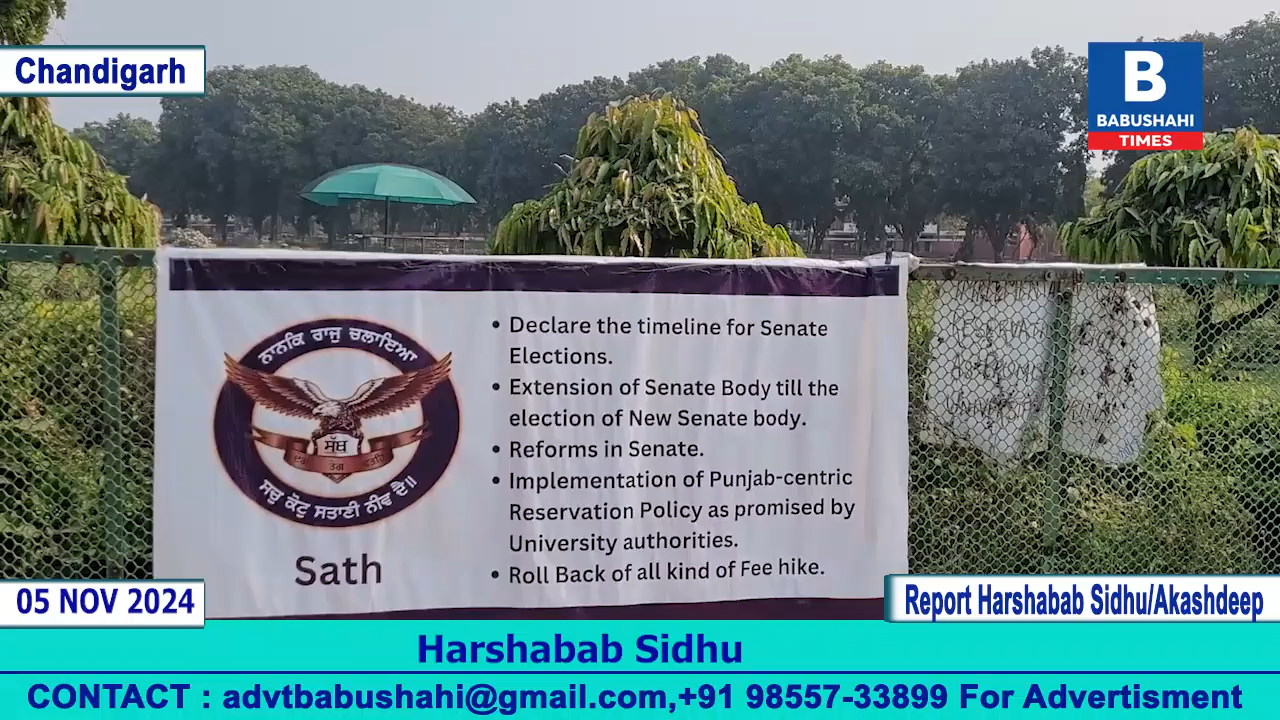 Chandigarh
B
BABUSHAHI
TIMES
ਨਾਨਕਿ ਰਾਜੁ ਚਲਾਇਆ
ਸੱਥ
ਤੇਗ
ਸਚੁ ਕੋਟੁ ਸਤਾਣੀ ਨੀਵ ਦੈ॥
Sath
• Declare the timeline for Senate
Elections.
• Extension of Senate Body till the
election of New Senate body.
• Reforms in Senate.
• Implementation of Punjab-centric
Reservation Policy as promised by
University authorities.
• Roll Back of all kind of Fee hike.
05 NOV 2024
Report Harshabab Sidhu/Akashdeep
Harshabab Sidhu
CONTACT : advtbabushahi@gmail.com,+91 98557-33899 For Advertisment